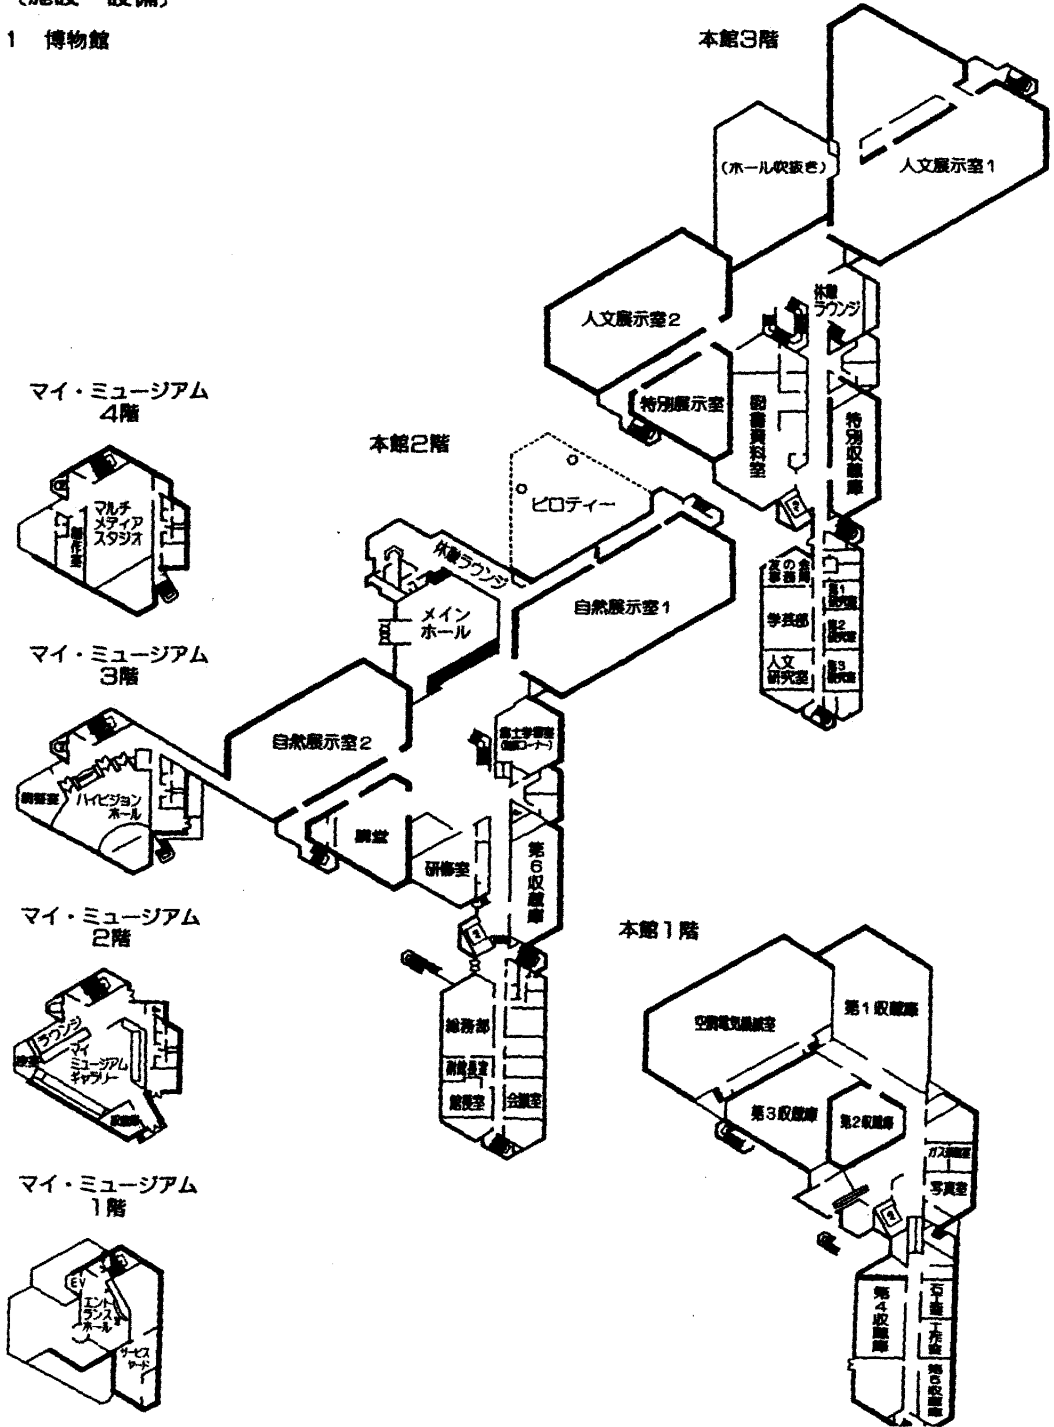 1 博物館
本館3階
(ホール吹抜き)
人文展示室1
人文展示室2
休憩
ラウンジ
特別展示室
図書資料室
特別収蔵庫
友の会
学芸部
人文
研究室
第1
研究室
第2
研究室
第3
研究室
本館2階
ピロティー
休憩ラウンジ
メイン
ホール
自然展示室1
自然展示室2
講堂
研修室
第6収蔵庫
総務部
副館長室
館長室
会議室
マイ・ミュージアム
4階
マルチ
メディア
スタジオ
マイ・ミュージアム
3階
調整室
ハイビジョン
ホール
マイ・ミュージアム
2階
ラウンジ
マイ
ミュージアム
ギャラリー
マイ・ミュージアム
1階
EV
エント
ランス
ホール
サービス
ヤード
本館1階
空調電気機械室
第1収蔵庫
第3収蔵庫
第2収蔵庫
写真室
第4収蔵庫
石工室
工作室
第5収蔵庫